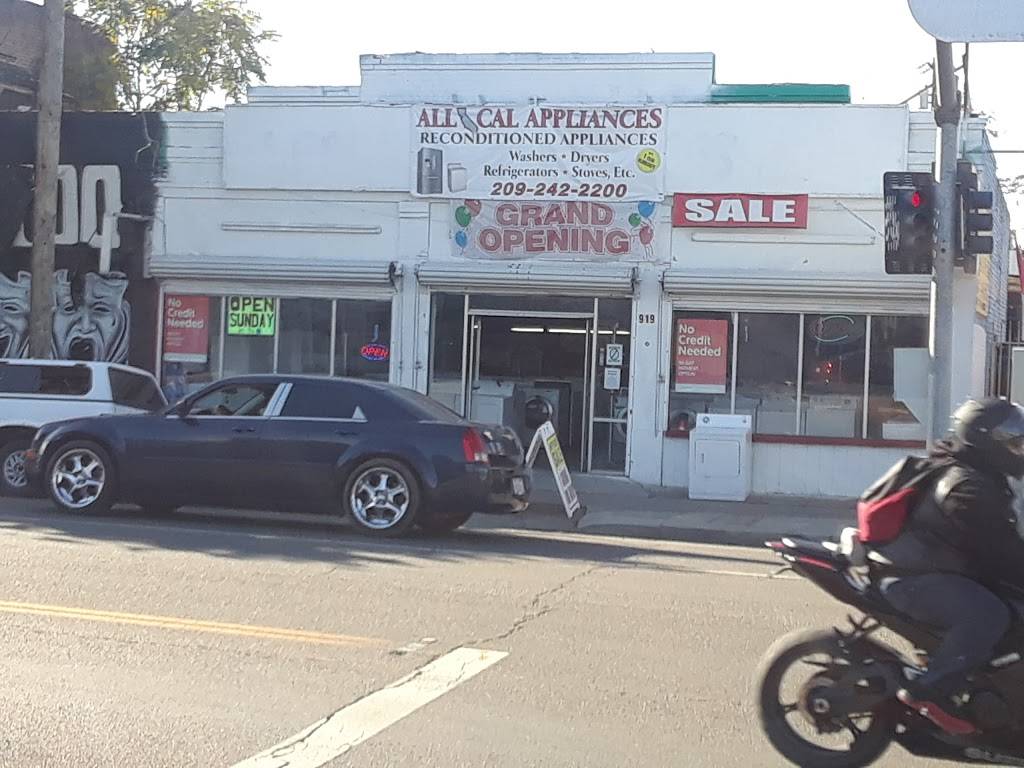 ALL CAL APPLIANCES
RECONDITIONED APPLIANCES
Washers • Dryers
Refrigerators • Stoves, Etc.
209-242-2200
GRAND
OPENING
SALE
No
Credit
Needed
OPEN
SUNDAY
OPEN
919
No
Credit
Needed